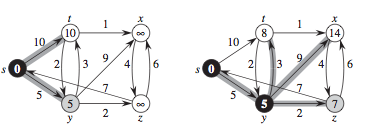 t 1 x
10 10 ∞
s 0 2 3 9 4 6
5 7
5 2 ∞
y z
t 1 x
10 8 14
s 0 2 3 9 4 6
5 7
5 2 7
y z